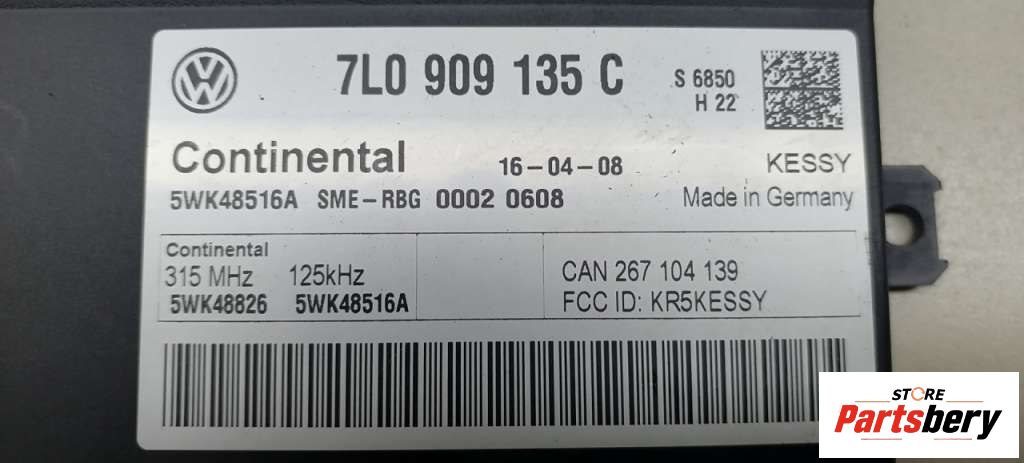 7L0 909 135 C S 6850
H 22
Continental 16-04-08 KESSY
5WK48516A SME-RBG 0002 0608 Made in Germany
Continental
315 MHz 125kHz CAN 267 104 139
5WK48826 5WK48516A FCC ID: KR5KESSY
STORE
Partsbery